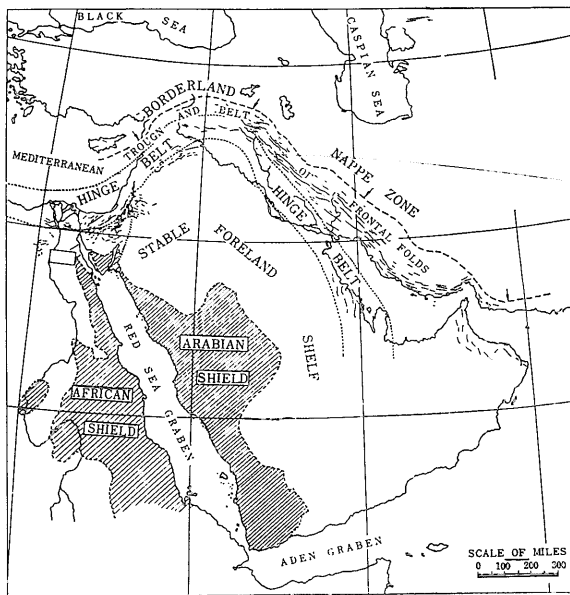 BLACK SEA
CASPIAN SEA
BORDERLAND
TROUGH AND BELT OF FRONTAL FOLDS
NAPPE ZONE
MEDITERRANEAN
HINGE BELT
HINGE BELT
STABLE FORELAND SHELF
ARABIAN
SHIELD
RED SEA GRABEN
AFRICAN
SHIELD
ADEN GRABEN
SCALE OF MILES
0 100 200 300